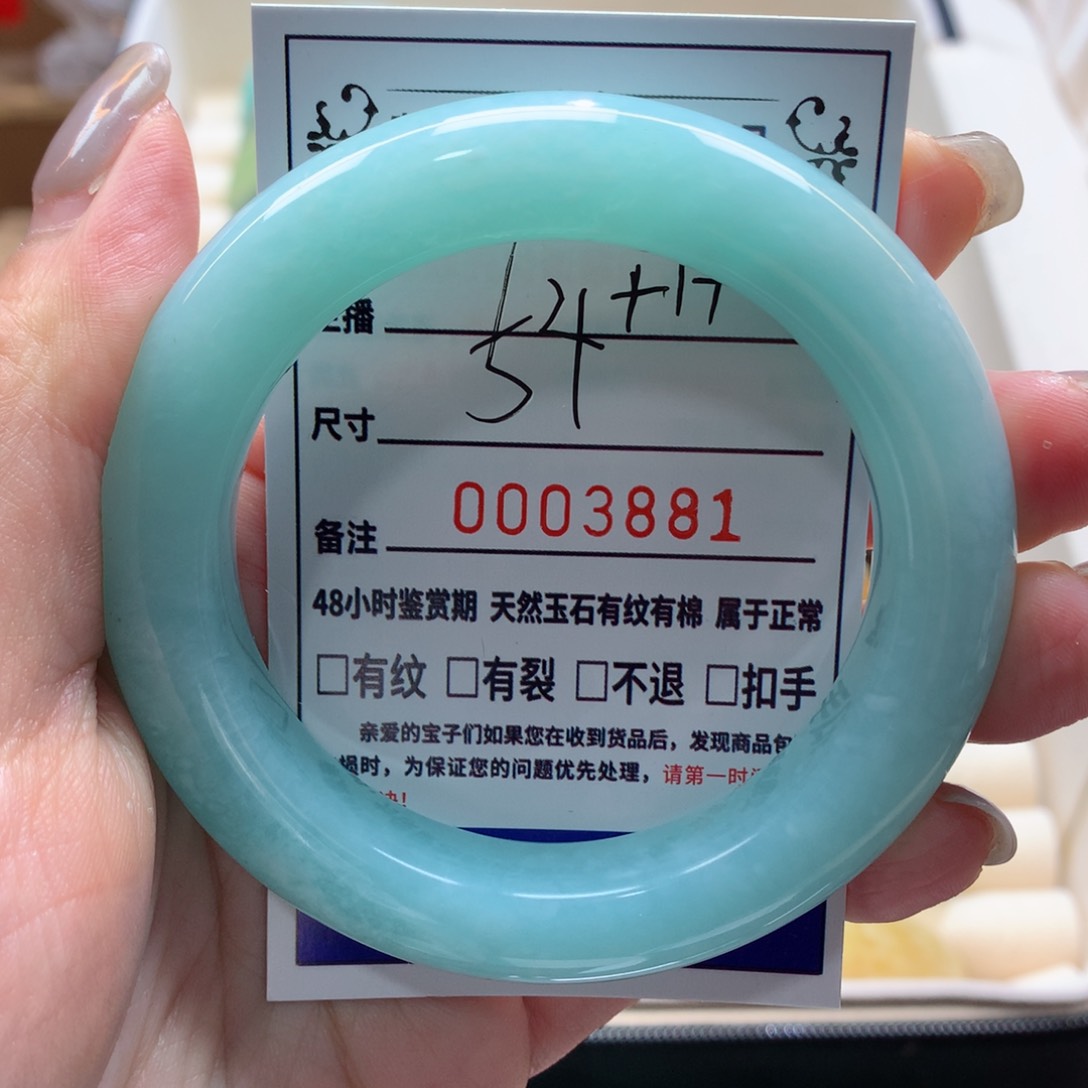 播
54+17
尺寸
备注 0003881
48小时鉴赏期 天然玉石有纹有棉 属于正常
□有纹 □有裂 □不退 □扣手
亲爱的宝子们如果您在收到货品后，发现商品包
损时，为保证您的问题优先处理，请第一时